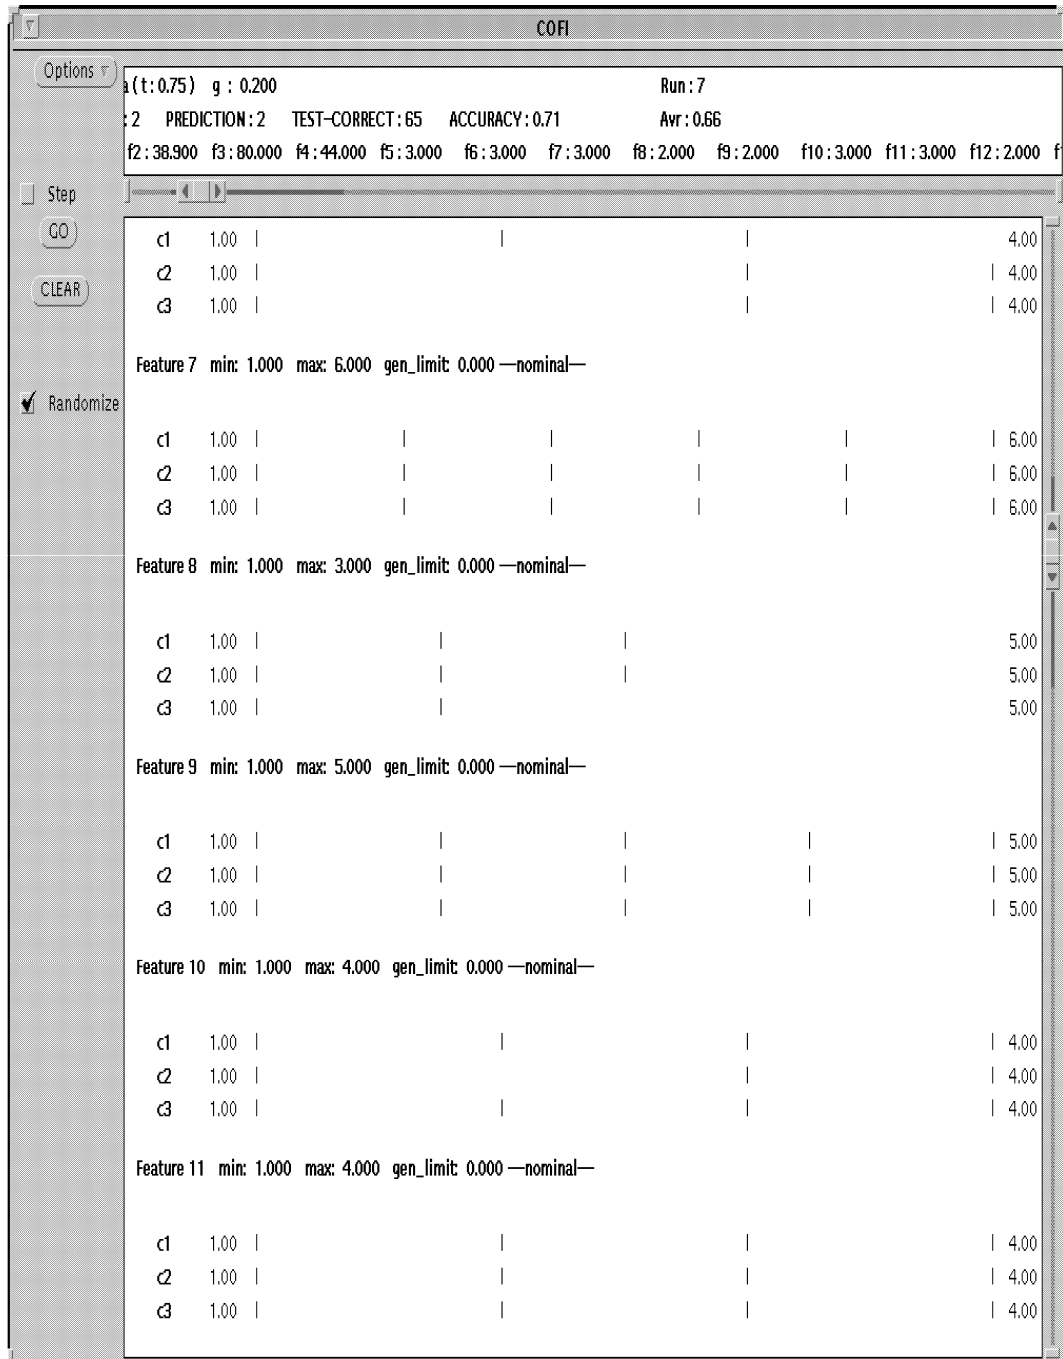 COFI
Options
a(t:0.75) g : 0.200 Run : 7
: 2 PREDICTION : 2 TEST-CORRECT : 65 ACCURACY : 0.71 Avr : 0.66
f2 : 38.900 f3 : 80.000 f4 : 44.000 f5 : 3.000 f6 : 3.000 f7 : 3.000 f8 : 2.000 f9 : 2.000 f10 : 3.000 f11 : 3.000 f12 : 2.000 f
Step
GO
CLEAR
Randomize
c1 1.00 4.00
c2 1.00 4.00
c3 1.00 4.00
Feature 7 min: 1.000 max: 6.000 gen_limit: 0.000 —nominal—
c1 1.00 6.00
c2 1.00 6.00
c3 1.00 6.00
Feature 8 min: 1.000 max: 3.000 gen_limit: 0.000 —nominal—
c1 1.00 5.00
c2 1.00 5.00
c3 1.00 5.00
Feature 9 min: 1.000 max: 5.000 gen_limit: 0.000 —nominal—
c1 1.00 5.00
c2 1.00 5.00
c3 1.00 5.00
Feature 10 min: 1.000 max: 4.000 gen_limit: 0.000 —nominal—
c1 1.00 4.00
c2 1.00 4.00
c3 1.00 4.00
Feature 11 min: 1.000 max: 4.000 gen_limit: 0.000 —nominal—
c1 1.00 4.00
c2 1.00 4.00
c3 1.00 4.00